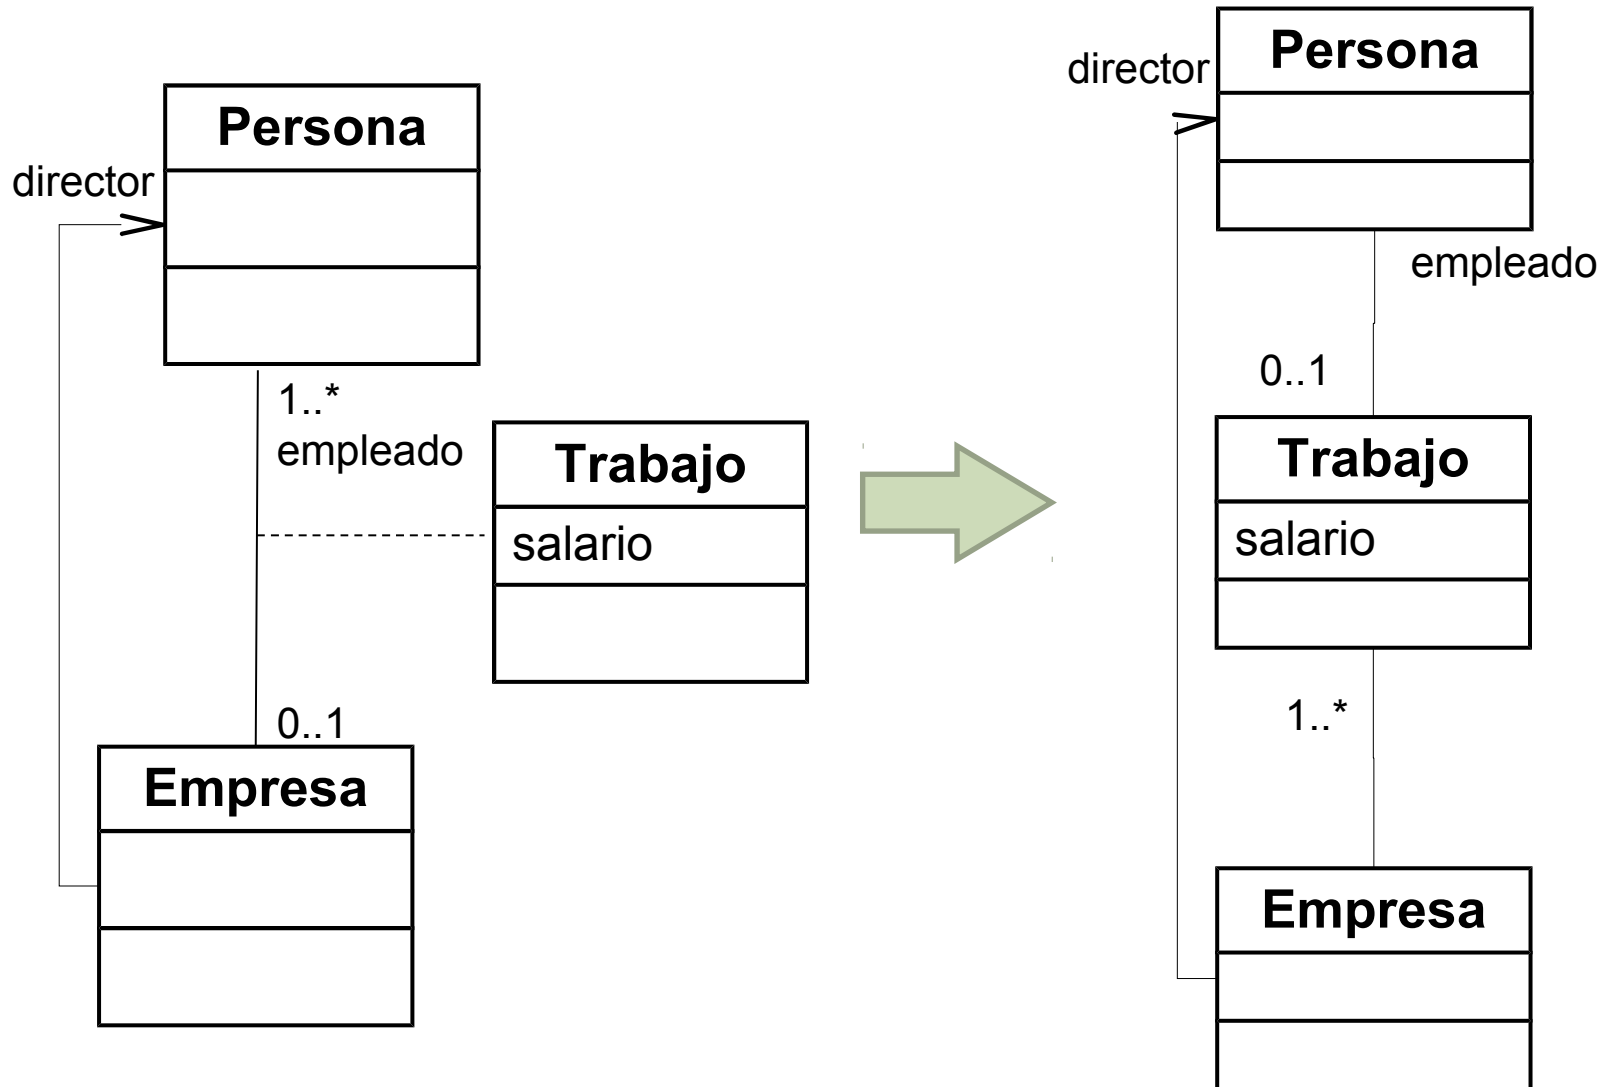 Persona
director
1..*
empleado
Trabajo
salario
0..1
Empresa
Persona
director
empleado
0..1
Trabajo
salario
1..*
Empresa